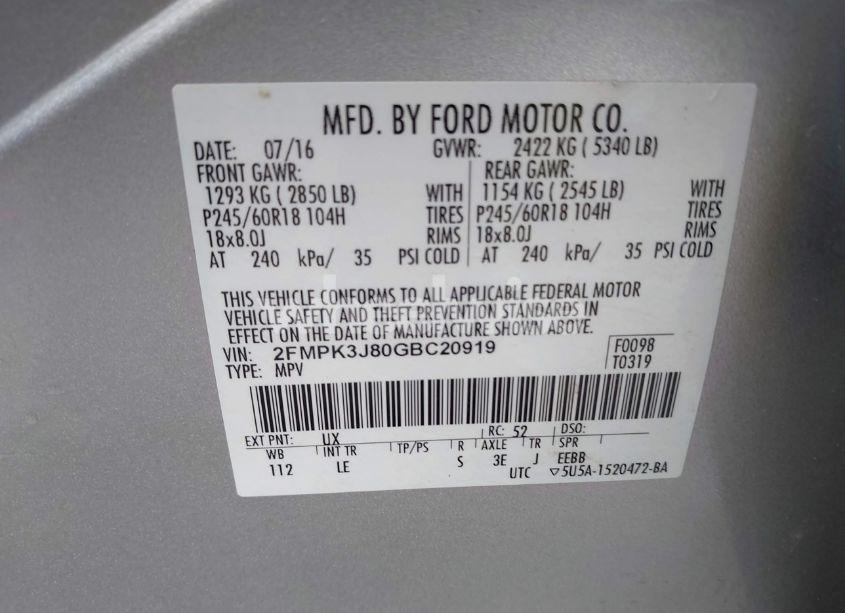 MFD. BY FORD MOTOR CO.
DATE: 07/16 GVWR: 2422 KG ( 5340 LB)
FRONT GAWR: REAR GAWR:
1293 KG ( 2850 LB) WITH 1154 KG ( 2545 LB) WITH
P245/60R18 104H TIRES P245/60R18 104H TIRES
18x8.0J RIMS 18x8.0J RIMS
AT 240 kPa/ 35 PSI COLD AT 240 kPa/ 35 PSI COLD
THIS VEHICLE CONFORMS TO ALL APPLICABLE FEDERAL MOTOR
VEHICLE SAFETY AND THEFT PREVENTION STANDARDS IN
EFFECT ON THE DATE OF MANUFACTURE SHOWN ABOVE.
VIN: 2FMPK3J80GBC20919 F0098
TYPE: MPV T0319
EXT PNT: UX RC: 52 DSO:
WB INT TR TP/PS R AXLE TR SPR
112 LE S 3E J EEBB
UTC ▽5U5A-1520472-BA